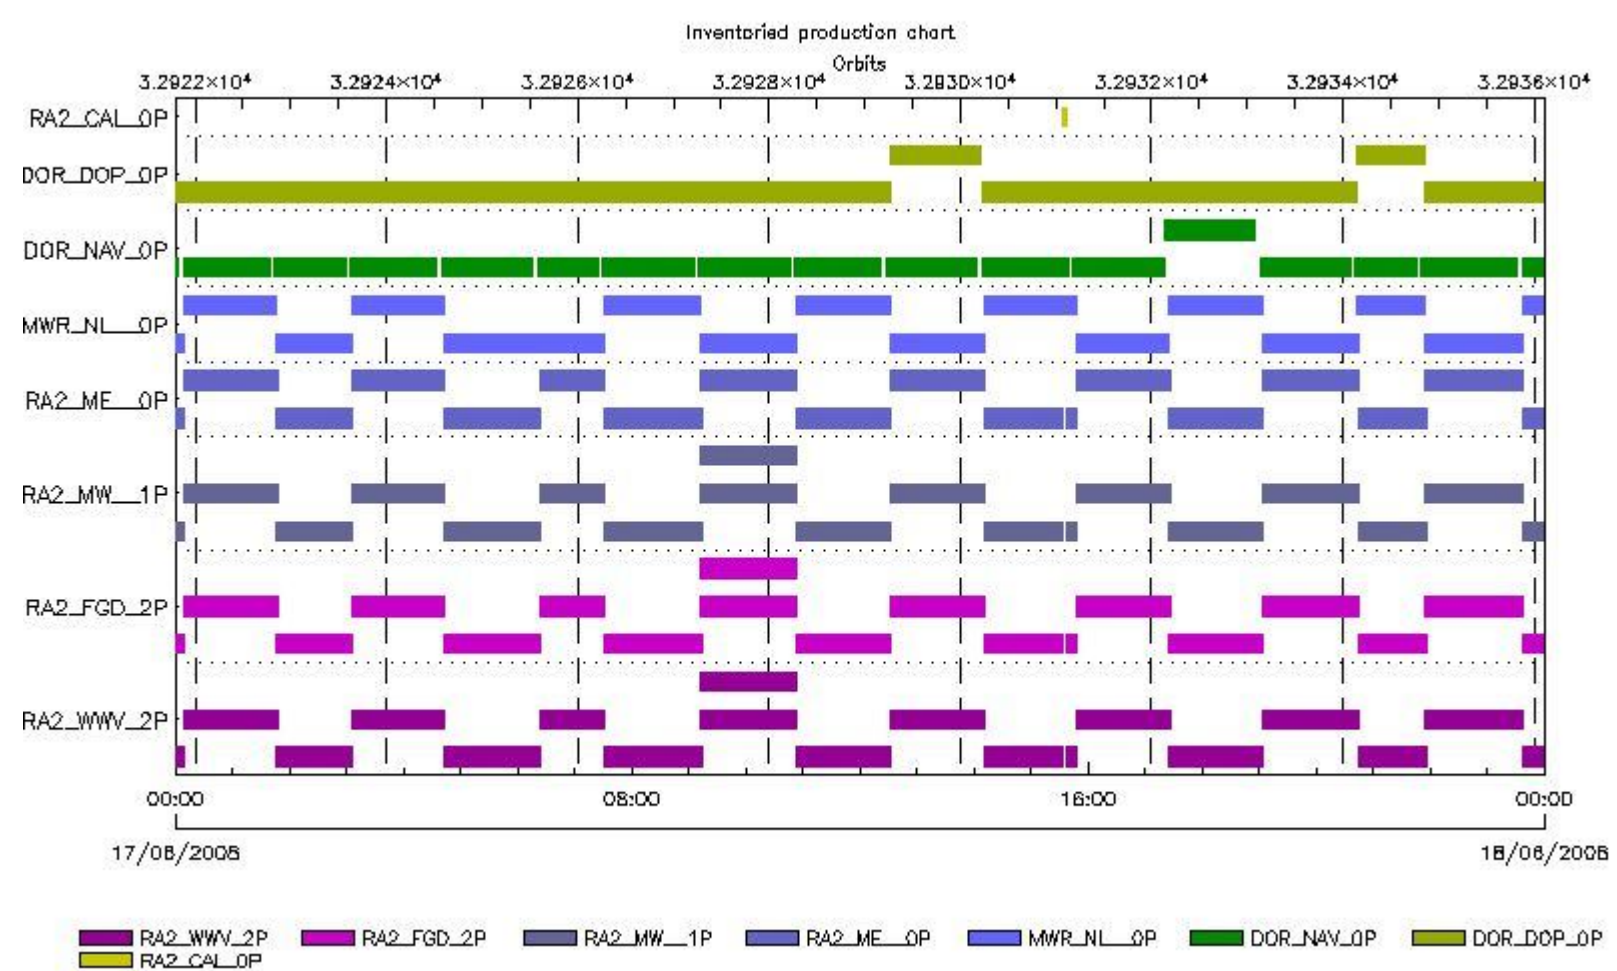 Inventoried production chart
Orbits
3.2922×10⁴ 3.2924×10⁴ 3.2926×10⁴ 3.2928×10⁴ 3.2930×10⁴ 3.2932×10⁴ 3.2934×10⁴ 3.2936×10⁴
RA2_CAL_0P
DOR_DOP_0P
DOR_NAV_0P
MWR_NL__0P
RA2_ME__0P
RA2_MW__1P
RA2_FGD_2P
RA2_WWV_2P
00:00 08:00 16:00 00:00
17/06/2008 18/06/2008
RA2_WWV_2P RA2_FGD_2P RA2_MW__1P RA2_ME__0P MWR_NL__0P DOR_NAV_0P DOR_DOP_0P
RA2_CAL_0P